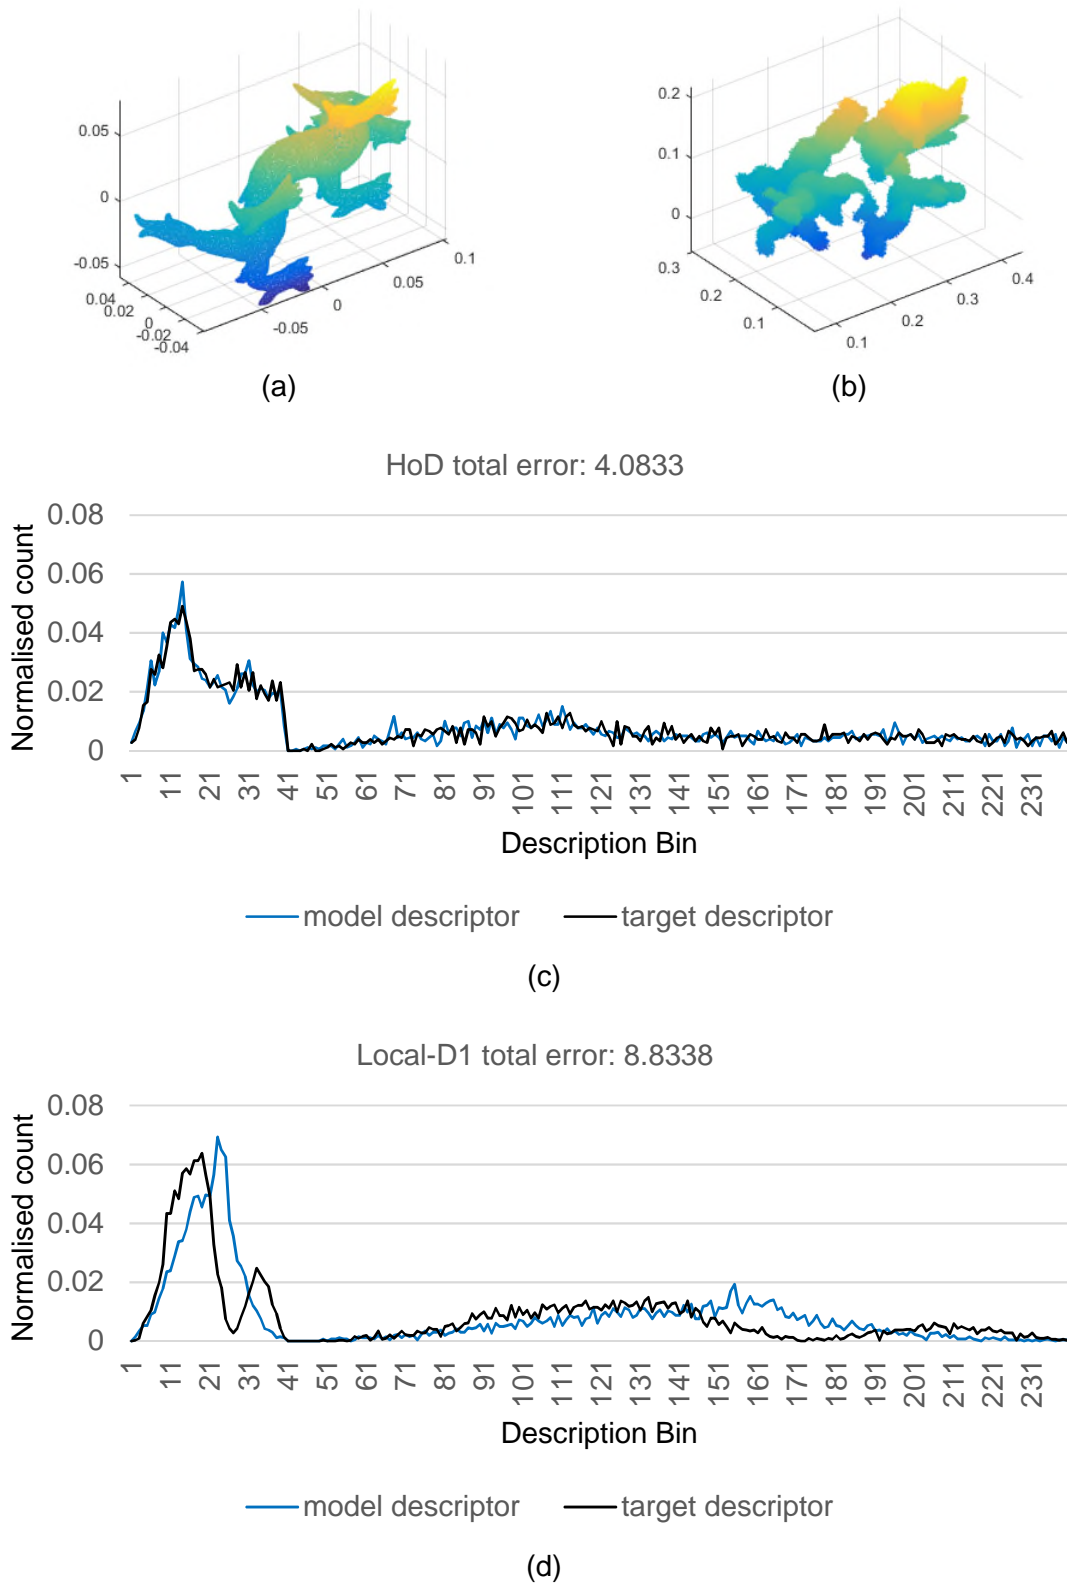 0.05
0
-0.05
0.04
0.02
0
-0.02
-0.04
-0.05
0
0.05
0.1
(a)
0.2
0.1
0
0.3
0.2
0.1
0.1
0.2
0.3
0.4
(b)
HoD total error: 4.0833
Normalised count
0.08
0.06
0.04
0.02
0
1 11 21 31 41 51 61 71 81 91 101 111 121 131 141 151 161 171 181 191 201 211 221 231
Description Bin
model descriptor target descriptor
(c)
Local-D1 total error: 8.8338
Normalised count
0.08
0.06
0.04
0.02
0
1 11 21 31 41 51 61 71 81 91 101 111 121 131 141 151 161 171 181 191 201 211 221 231
Description Bin
model descriptor target descriptor
(d)